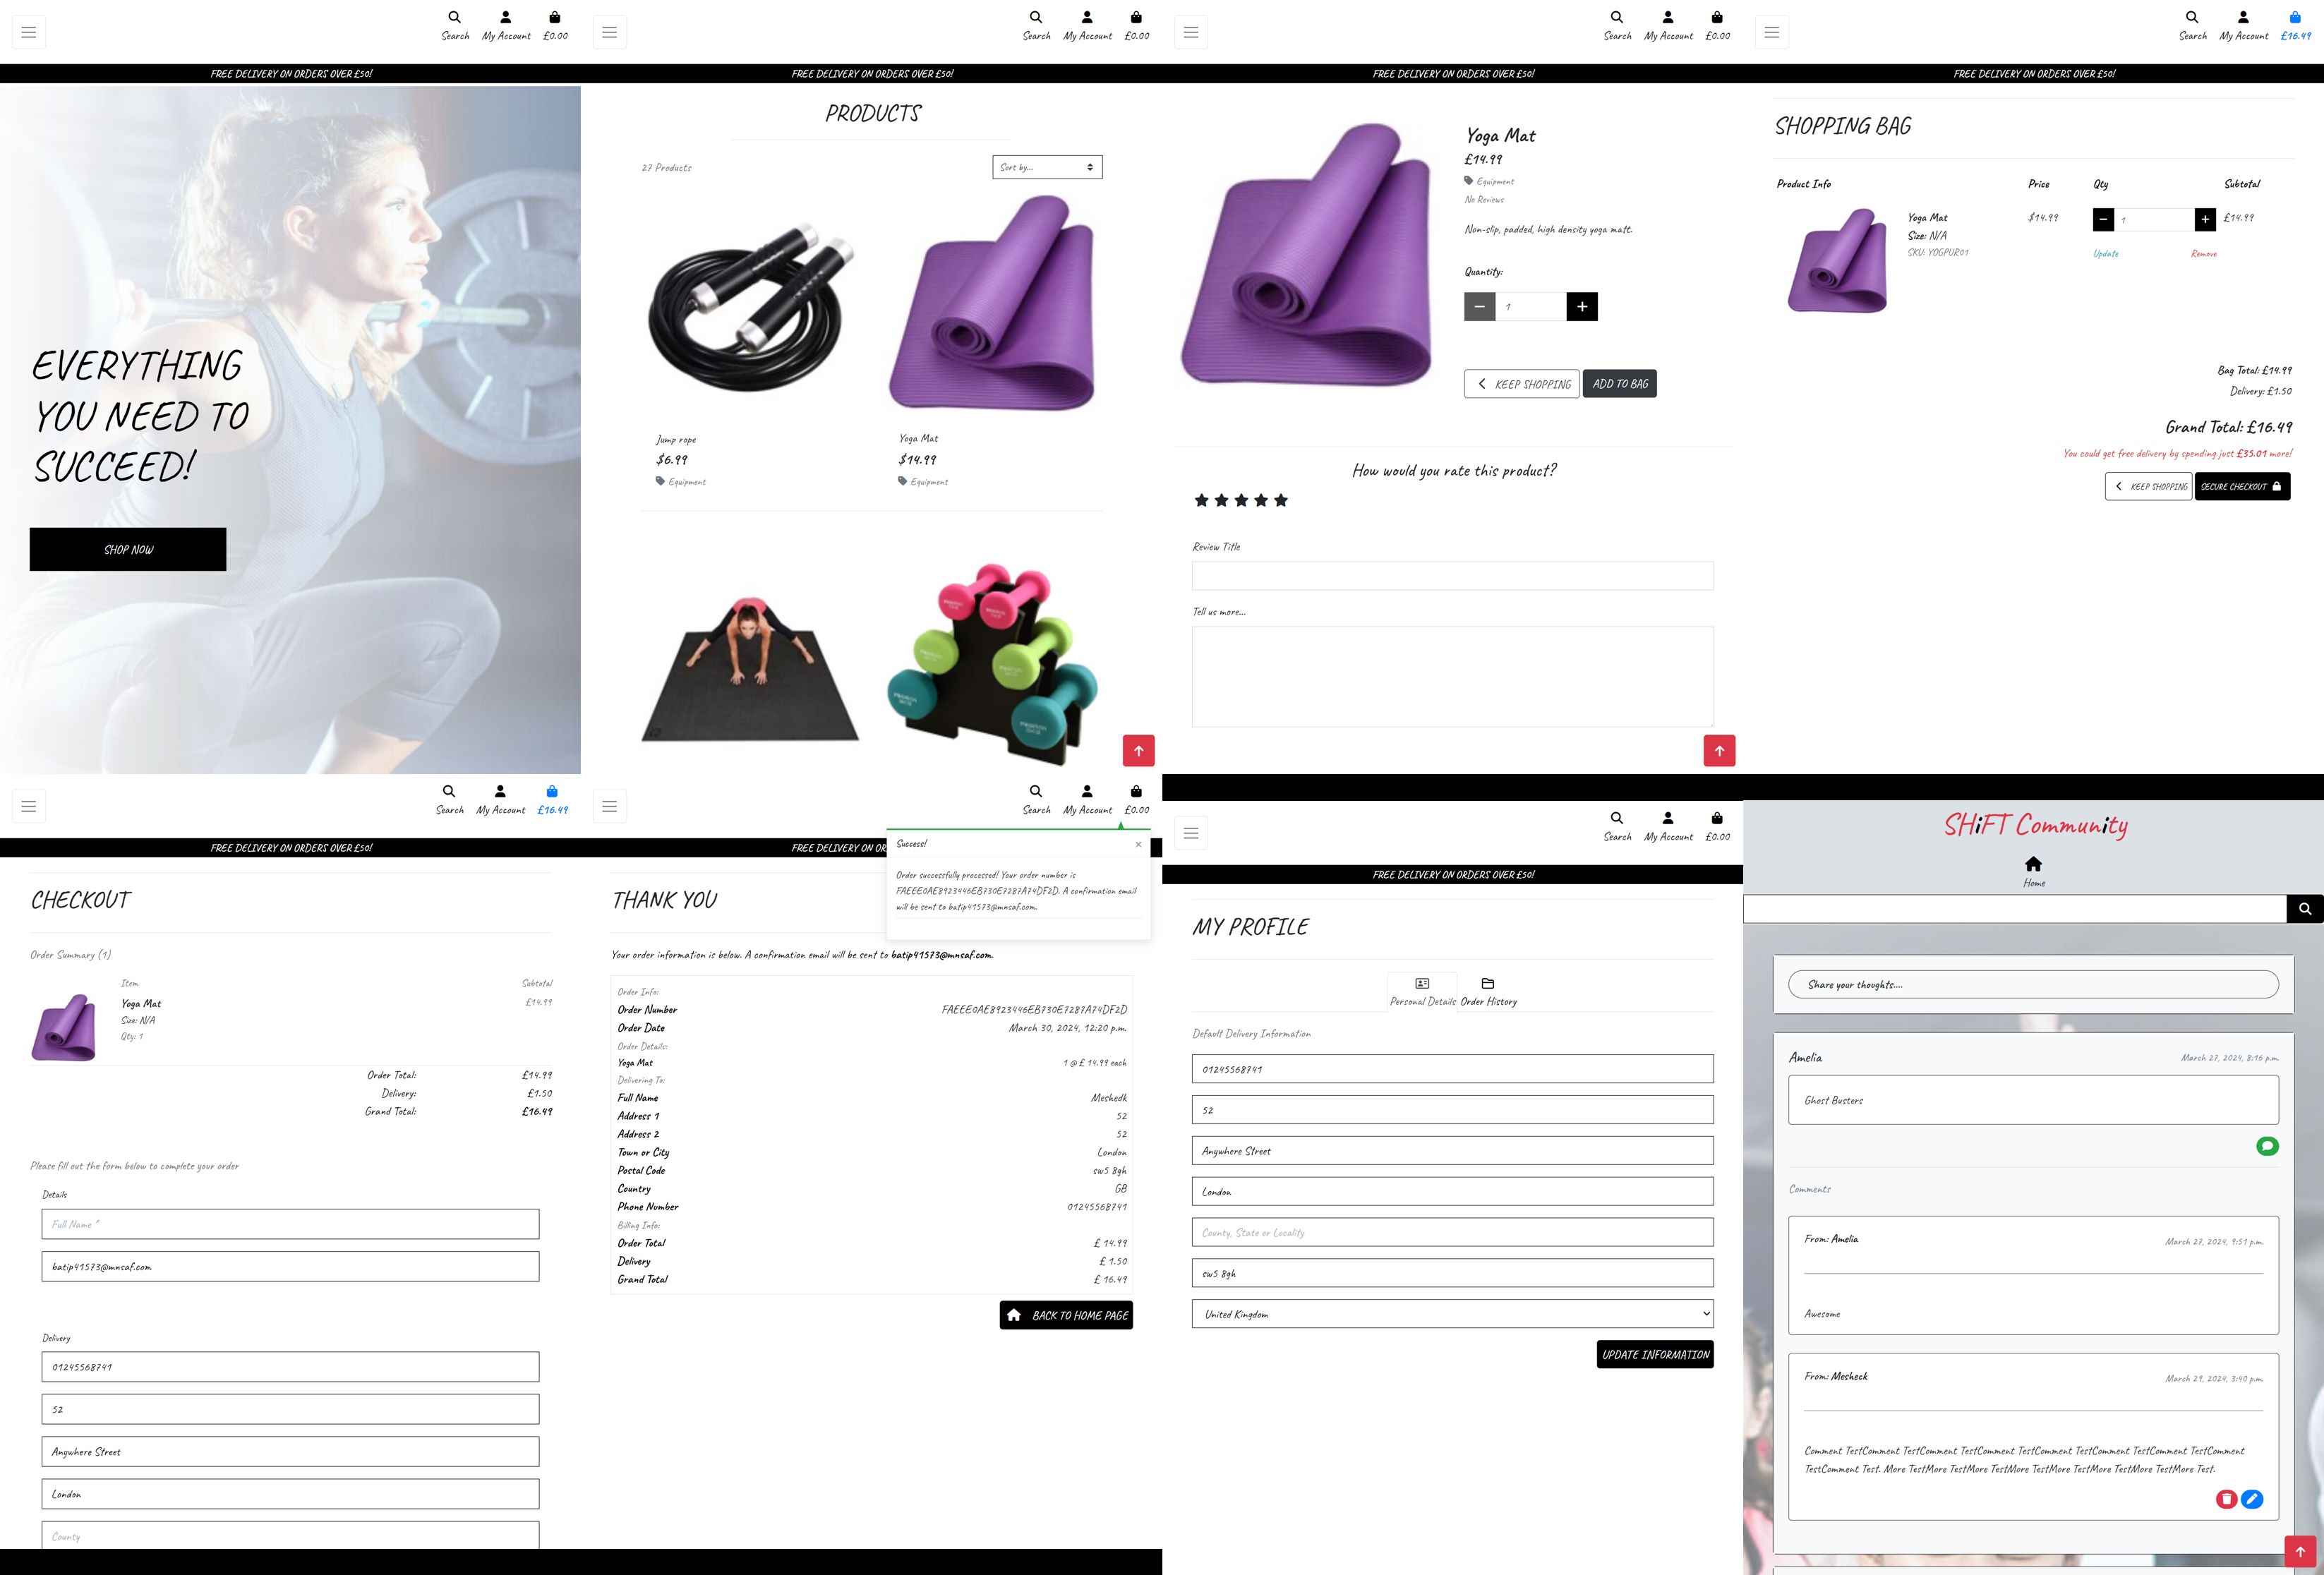 Search My Account £0.00
FREE DELIVERY ON ORDERS OVER £50!
EVERYTHING
YOU NEED TO
SUCCEED!
SHOP NOW
Search My Account £0.00
FREE DELIVERY ON ORDERS OVER £50!
PRODUCTS
27 Products
Sort by...
Jump rope
$6.99
Equipment
Yoga Mat
$14.99
Equipment
Search My Account £0.00
FREE DELIVERY ON ORDERS OVER £50!
Yoga Mat
£14.99
Equipment
No Reviews
Non-slip, padded, high density yoga matt.
Quantity:
1
KEEP SHOPPING ADD TO BAG
How would you rate this product?
Review Title
Tell us more...
Search My Account £16.49
FREE DELIVERY ON ORDERS OVER £50!
SHOPPING BAG
Product Info Price Qty Subtotal
Yoga Mat $14.99 1 £14.99
Size: N/A
SKU: YOGPUR01
Update Remove
Bag Total: £14.99
Delivery: £1.50
Grand Total: £16.49
You could get free delivery by spending just £35.01 more!
KEEP SHOPPING SECURE CHECKOUT
Search My Account £16.49
FREE DELIVERY ON ORDERS OVER £50!
CHECKOUT
Order Summary (1)
Item Subtotal
Yoga Mat £14.99
Size: N/A
Qty: 1
Order Total: £14.99
Delivery: £1.50
Grand Total: £16.49
Please fill out the form below to complete your order
Details
Full Name *
batip41573@mnsaf.com
Delivery
01245568741
52
Anywhere Street
London
County
Search My Account £0.00
FREE DELIVERY ON OR
Success!
×
Order successfully processed! Your order number is
FAEEE0AE8923446EB730E7287A74DF2D. A confirmation email
will be sent to batip41573@mnsaf.com.
THANK YOU
Your order information is below. A confirmation email will be sent to batip41573@mnsaf.com.
Order Info:
Order Number FAEEE0AE8923446EB730E7287A74DF2D
Order Date March 30, 2024, 12:20 p.m.
Order Details:
Yoga Mat 1 @ £ 14.99 each
Delivering To:
Full Name Meshedk
Address 1 52
Address 2 52
Town or City London
Postal Code sw5 8gh
Country GB
Phone Number 01245568741
Billing Info:
Order Total £ 14.99
Delivery £ 1.50
Grand Total £ 16.49
BACK TO HOME PAGE
Search My Account £0.00
FREE DELIVERY ON ORDERS OVER £50!
MY PROFILE
Personal Details Order History
Default Delivery Information
01245568741
52
Anywhere Street
London
County, State or Locality
sw5 8gh
United Kingdom
UPDATE INFORMATION
SHiFT Community
Home
Share your thoughts....
Amelia March 27, 2024, 8:16 p.m.
Ghost Busters
Comments
From: Amelia March 27, 2024, 9:51 p.m.
Awesome
From: Mesheck March 29, 2024, 3:40 p.m.
Comment TestComment TestComment TestComment TestComment TestComment TestComment TestComment
TestComment Test. More TestMore TestMore TestMore TestMore TestMore TestMore TestMore Test.